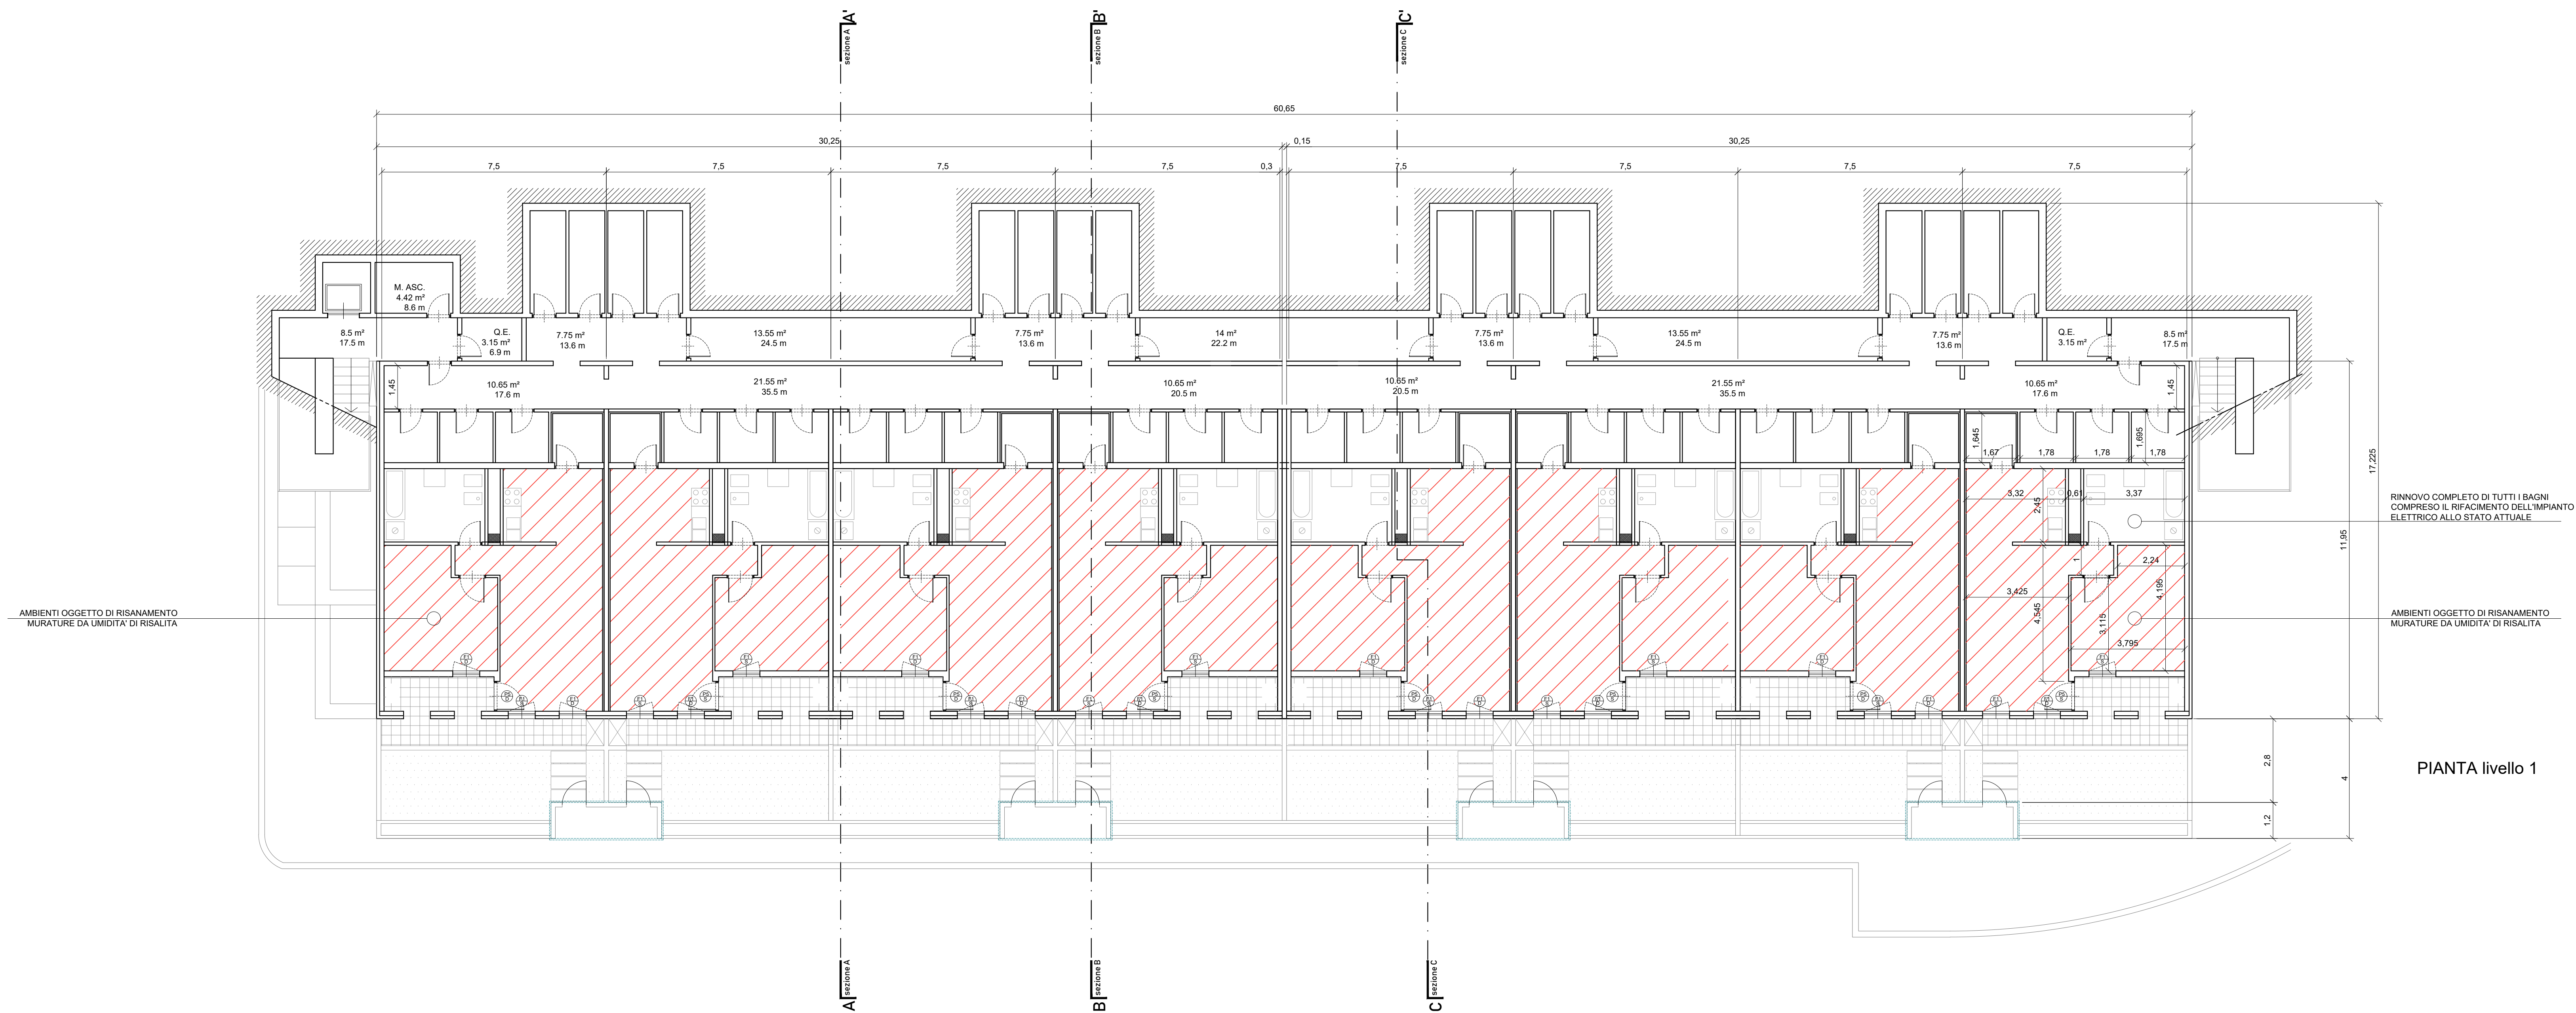 A'
sezione A
B'
sezione B
C'
sezione C
60,65
30,25
0,15
30,25
7,5
7,5
7,5
7,5
0,3
7,5
7,5
7,5
7,5
M. ASC.
4.42 m²
8.6 m
8.5 m²
17.5 m
Q.E.
3.15 m²
6.9 m
7.75 m²
13.6 m
13.55 m²
24.5 m
7.75 m²
13.6 m
14 m²
22.2 m
7.75 m²
13.6 m
13.55 m²
24.5 m
7.75 m²
13.6 m
Q.E.
3.15 m²
8.5 m²
17.5 m
1,45
10.65 m²
17.6 m
21.55 m²
35.5 m
10.65 m²
20.5 m
10.65 m²
20.5 m
21.55 m²
35.5 m
10.65 m²
17.6 m
1,45
1,645
1,695
1,67
1,78
1,78
1,78
17,225
3,32
0,61
3,37
2,45
RINNOVO COMPLETO DI TUTTI I BAGNI
COMPRESO IL RIFACIMENTO DELL'IMPIANTO
ELETTRICO ALLO STATO ATTUALE
11,95
1
2,24
4,195
3,425
4,545
3,115
3,795
AMBIENTI OGGETTO DI RISANAMENTO
MURATURE DA UMIDITA' DI RISALITA
AMBIENTI OGGETTO DI RISANAMENTO
MURATURE DA UMIDITA' DI RISALITA
2,8
4
1,2
PIANTA livello 1
A
sezione A
B
sezione B
C
sezione C